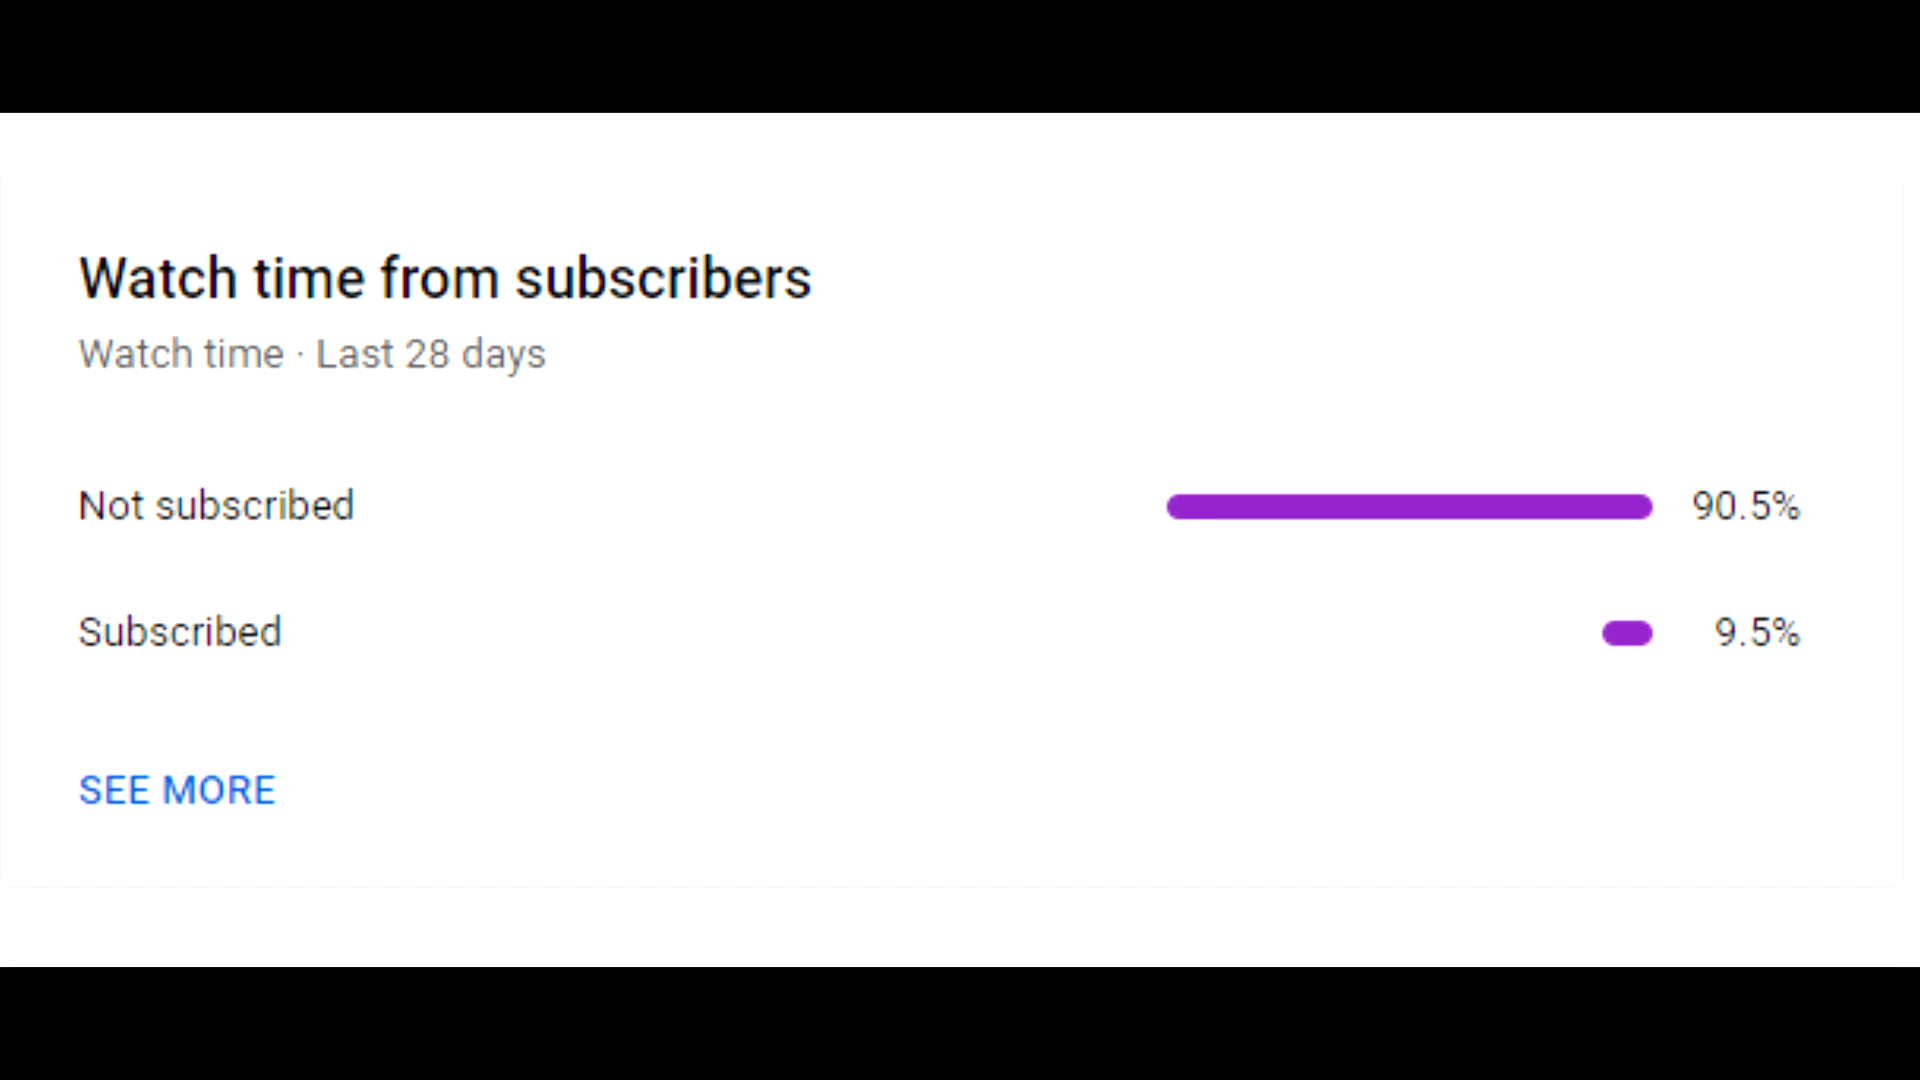 Watch time from subscribers
Watch time · Last 28 days
Not subscribed 90.5%
Subscribed 9.5%
SEE MORE